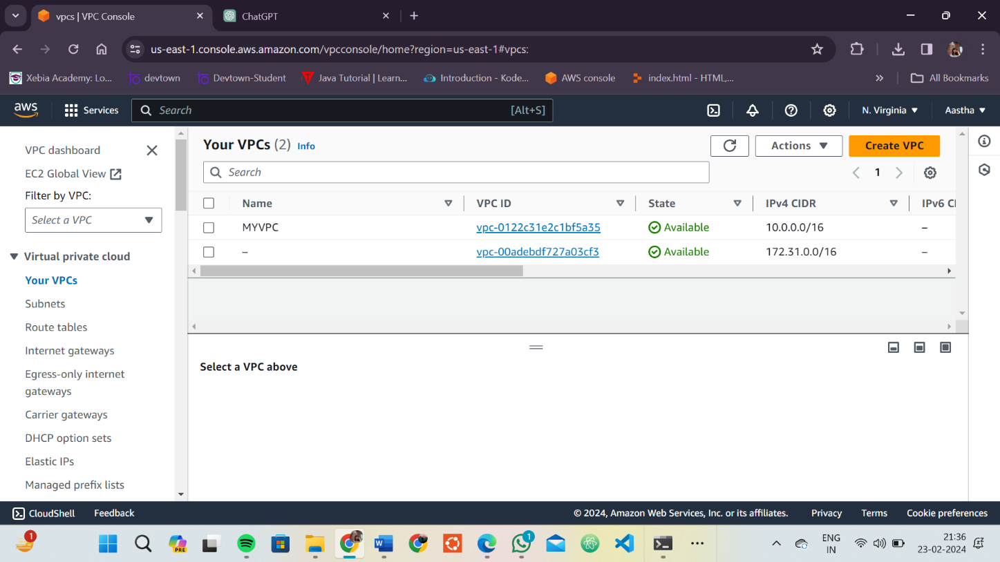 vpcs | VPC Console
ChatGPT
us-east-1.console.aws.amazon.com/vpcconsole/home?region=us-east-1#vpcs:
Xebia Academy: Lo...
devtown
Devtown-Student
Java Tutorial | Learn...
Introduction - Kode...
AWS console
index.html - HTML,...
All Bookmarks
aws
Services
Search
[Alt+S]
N. Virginia
Aastha
VPC dashboard
EC2 Global View
Filter by VPC:
Select a VPC
Virtual private cloud
Your VPCs
Subnets
Route tables
Internet gateways
Egress-only internet
gateways
Carrier gateways
DHCP option sets
Elastic IPs
Managed prefix lists
Your VPCs (2) Info
Actions
Create VPC
Search
1
Name VPC ID State IPv4 CIDR IPv6 CI
MYVPC vpc-0122c31e2c1bf5a35 Available 10.0.0.0/16 –
– vpc-00adebdf727a03cf3 Available 172.31.0.0/16 –
Select a VPC above
CloudShell
Feedback
© 2024, Amazon Web Services, Inc. or its affiliates.
Privacy
Terms
Cookie preferences
1
PRE
1
ENG
IN
21:36
23-02-2024